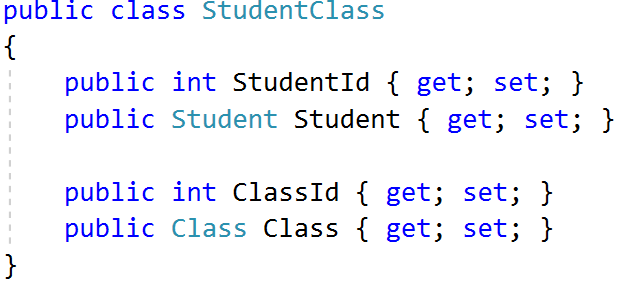 public class StudentClass
{
public int StudentId { get; set; }
public Student Student { get; set; }
public int ClassId { get; set; }
public Class Class { get; set; }
}